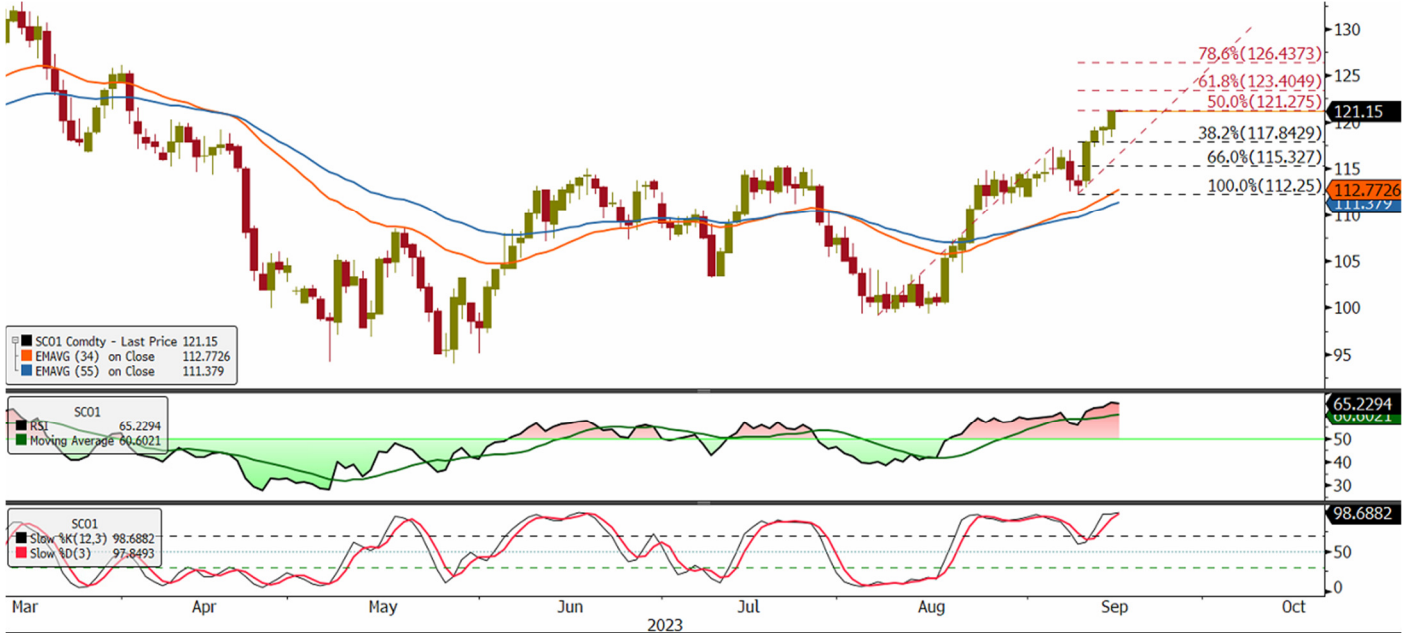 130
78.6%(126.4373)
125
61.8%(123.4049)
50.0%(121.275)
121.15
120
38.2%(117.8429)
66.0%(115.327)
115
100.0%(112.25)
112.7726
111.379
110
105
100
95
SCO1 Comdty - Last Price 121.15
EMAVG (34) on Close 112.7726
EMAVG (55) on Close 111.379
SCO1
RSI 65.2294
Moving Average 60.6021
65.2294
60.6021
50
40
30
SCO1
Slow %K(12,3) 98.6882
Slow %D(3) 97.8493
98.6882
50
0
Mar Apr May Jun Jul Aug Sep Oct
2023